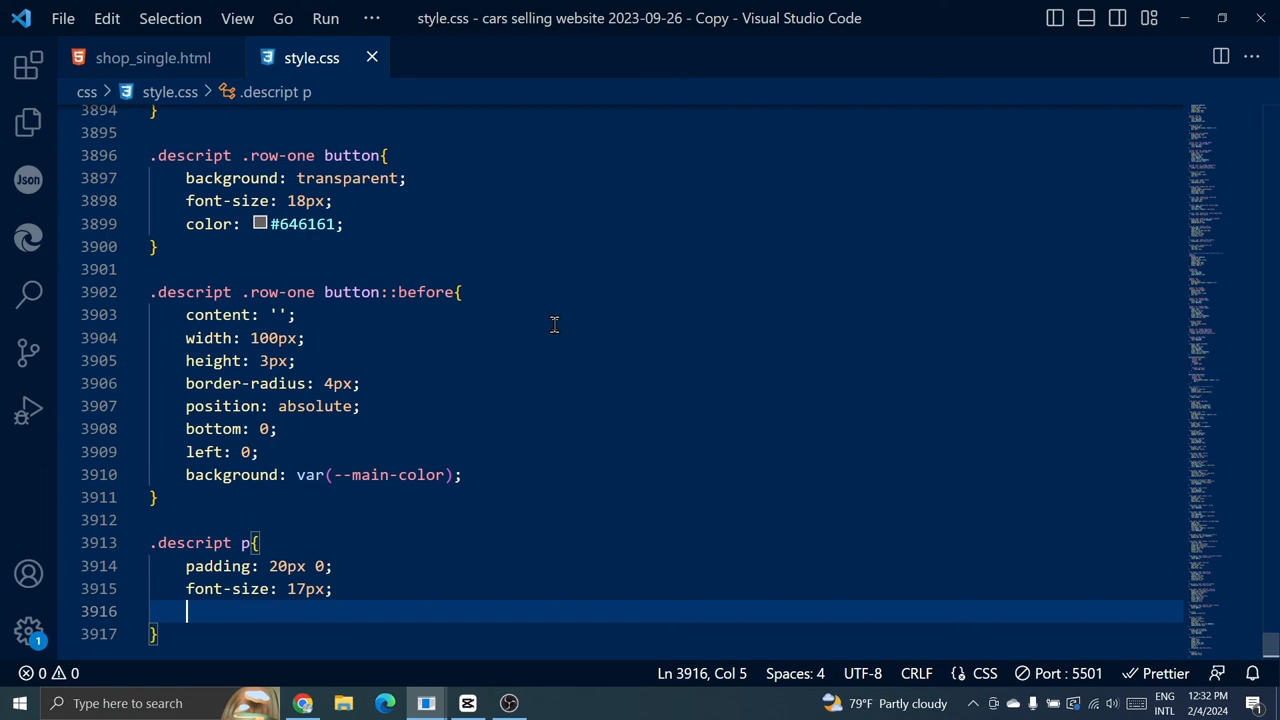 File Edit Selection View Go Run ··· style.css - cars selling website 2023-09-26 - Copy - Visual Studio Code
shop_single.html style.css
css > style.css > .descript p
3894 }
3895
3896 .descript .row-one button{
3897 background: transparent;
3898 font-size: 18px;
3899 color: #646161;
3900 }
3901
3902 .descript .row-one button::before{
3903 content: '';
3904 width: 100px;
3905 height: 3px;
3906 border-radius: 4px;
3907 position: absolute;
3908 bottom: 0;
3909 left: 0;
3910 background: var(--main-color);
3911 }
3912
3913 .descript p{
3914 padding: 20px 0;
3915 font-size: 17px;
3916
3917 }
Json
1
0 0 Ln 3916, Col 5 Spaces: 4 UTF-8 CRLF {} CSS Port : 5501 Prettier
Type here to search 79°F Partly cloudy ENG INTL 12:32 PM 2/4/2024